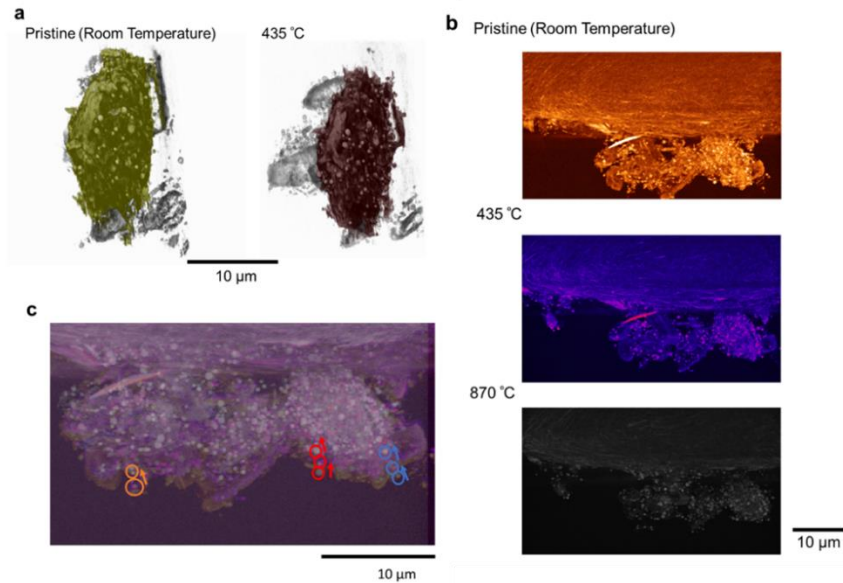 a
Pristine (Room Temperature)
435 °C
10 µm
b
Pristine (Room Temperature)
435 °C
870 °C
10 µm
c
10 µm